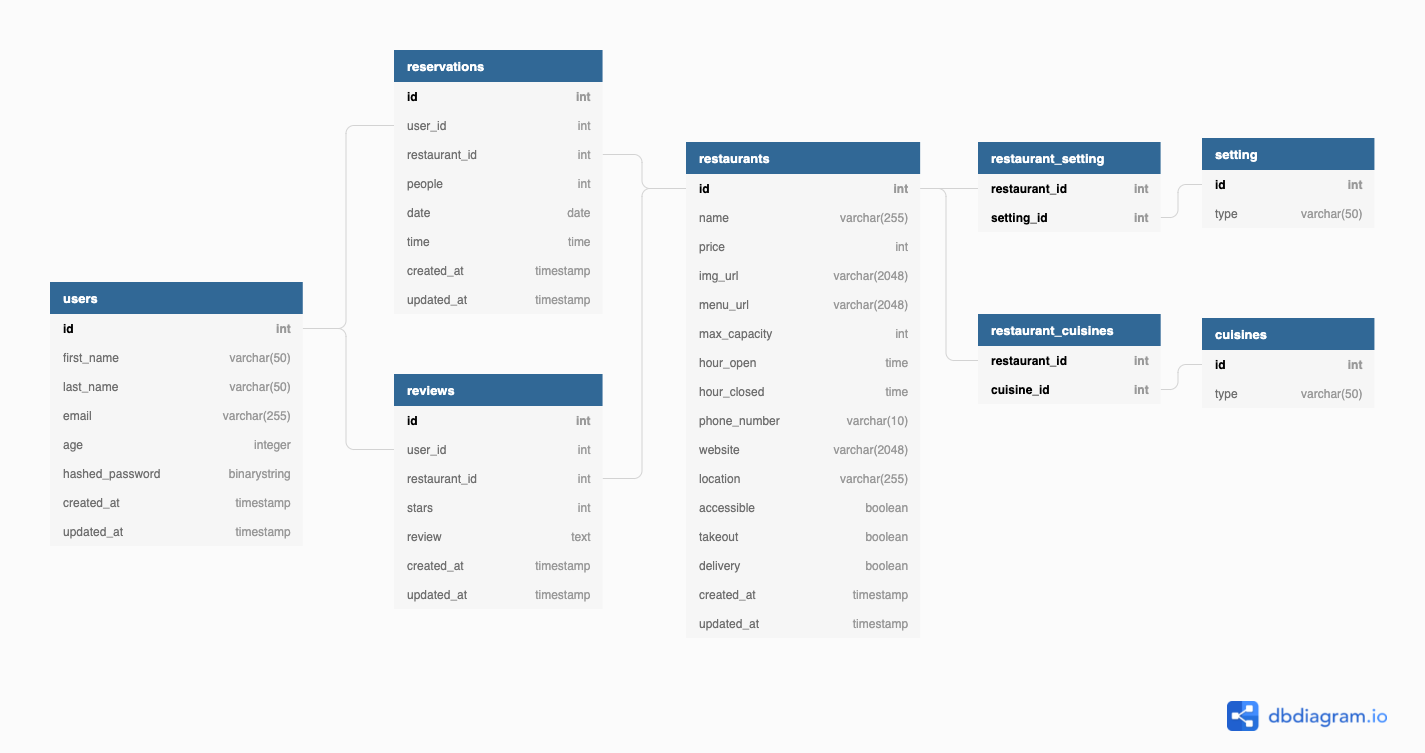 reservations
id int
user_id int
restaurant_id int
people int
date date
time time
created_at timestamp
updated_at timestamp
users
id int
first_name varchar(50)
last_name varchar(50)
email varchar(255)
age integer
hashed_password binarystring
created_at timestamp
updated_at timestamp
reviews
id int
user_id int
restaurant_id int
stars int
review text
created_at timestamp
updated_at timestamp
restaurants
id int
name varchar(255)
price int
img_url varchar(2048)
menu_url varchar(2048)
max_capacity int
hour_open time
hour_closed time
phone_number varchar(10)
website varchar(2048)
location varchar(255)
accessible boolean
takeout boolean
delivery boolean
created_at timestamp
updated_at timestamp
restaurant_setting
restaurant_id int
setting_id int
setting
id int
type varchar(50)
restaurant_cuisines
restaurant_id int
cuisine_id int
cuisines
id int
type varchar(50)
dbdiagram.io